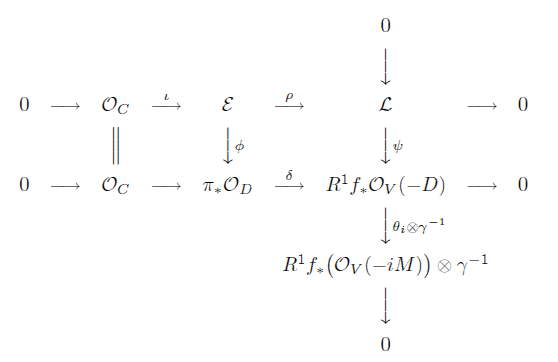 0
0 ⟶ 𝒪_C ⟶^ι ℰ ⟶^ρ ℒ ⟶ 0
ϕ ψ
0 ⟶ 𝒪_C ⟶ π_*𝒪_D ⟶^δ R^1f_*𝒪_V(−D) ⟶ 0
θ_i⊗γ^{−1}
R^1f_*(𝒪_V(−iM)) ⊗ γ^{−1}
0